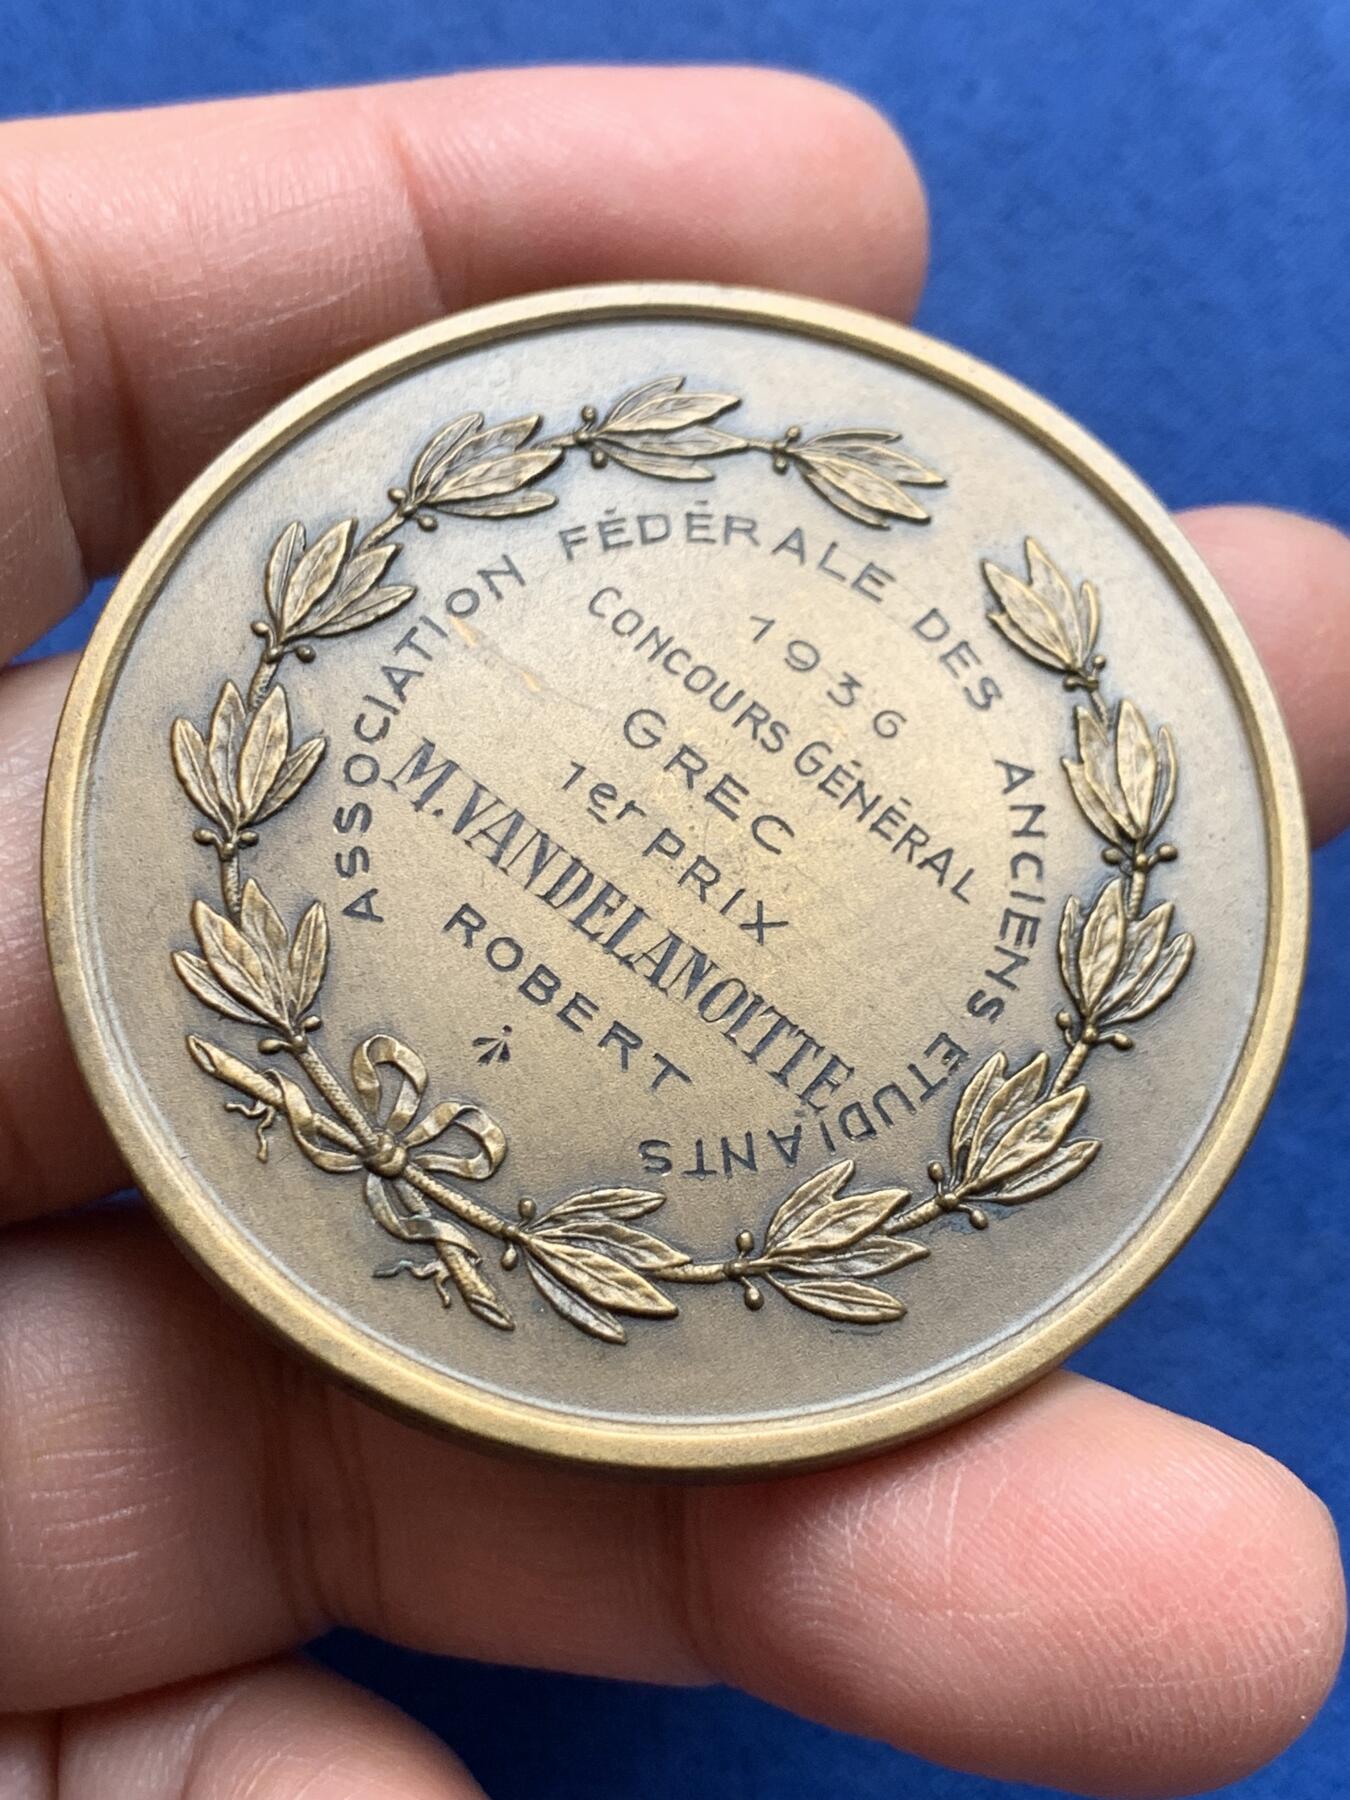 ASSOCIATION FÉDÉRALE DES ANCIENS ETUDIANTS
1936
CONCOURS GÉNÉRAL
GREC
1er PRIX
M. VANDELANOITTE
ROBERT